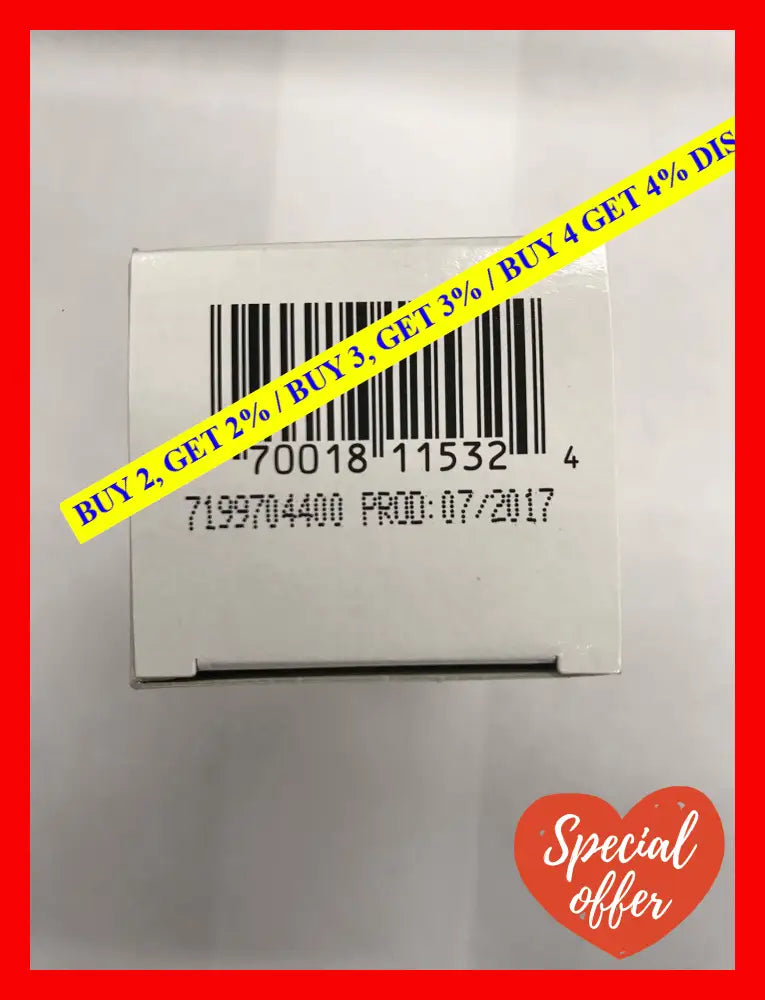 BUY 2, GET 2% / BUY 3, GET 3% / BUY 4 GET 4% DIS
70018 11532 4
7199704400 PROD: 07/2017
Special
offer